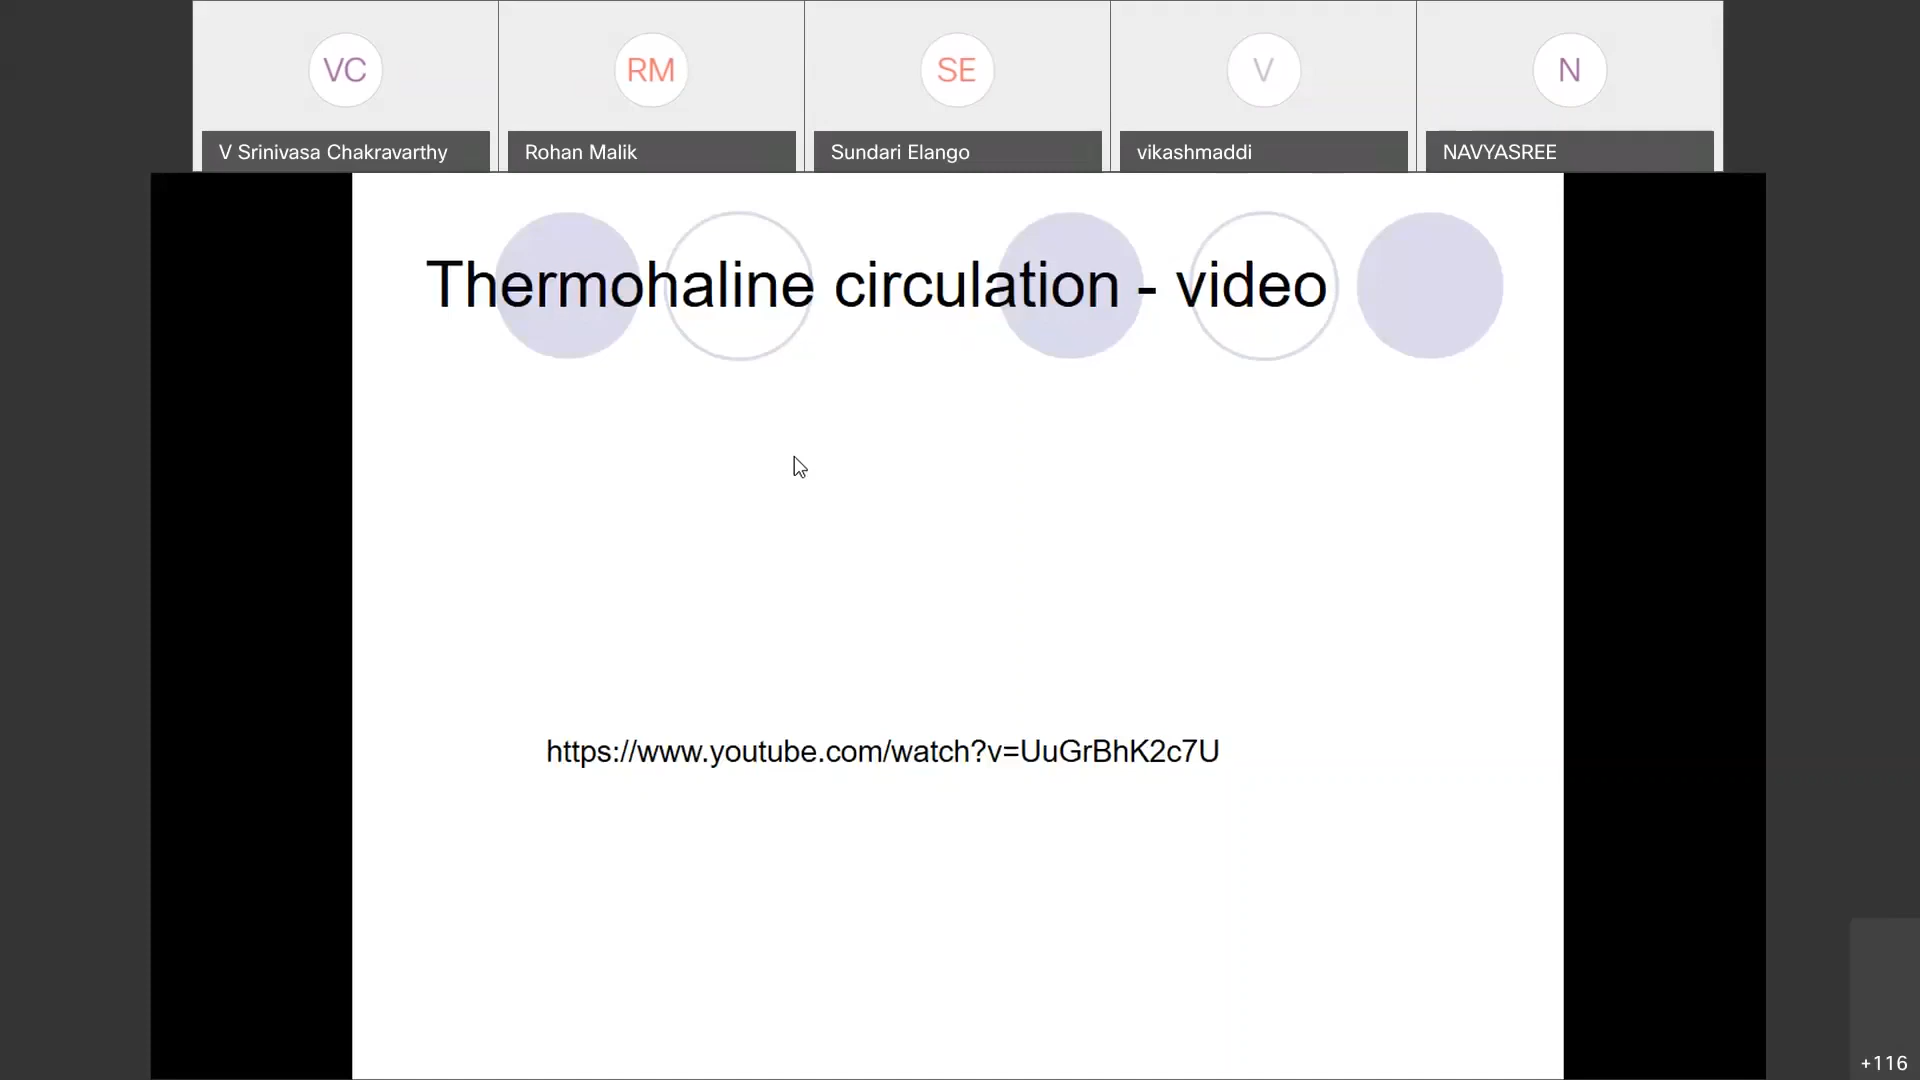 VC
RM
SE
V
N
V Srinivasa Chakravarthy
Rohan Malik
Sundari Elango
vikashmaddi
NAVYASREE
Thermohaline circulation - video
https://www.youtube.com/watch?v=UuGrBhK2c7U
+116